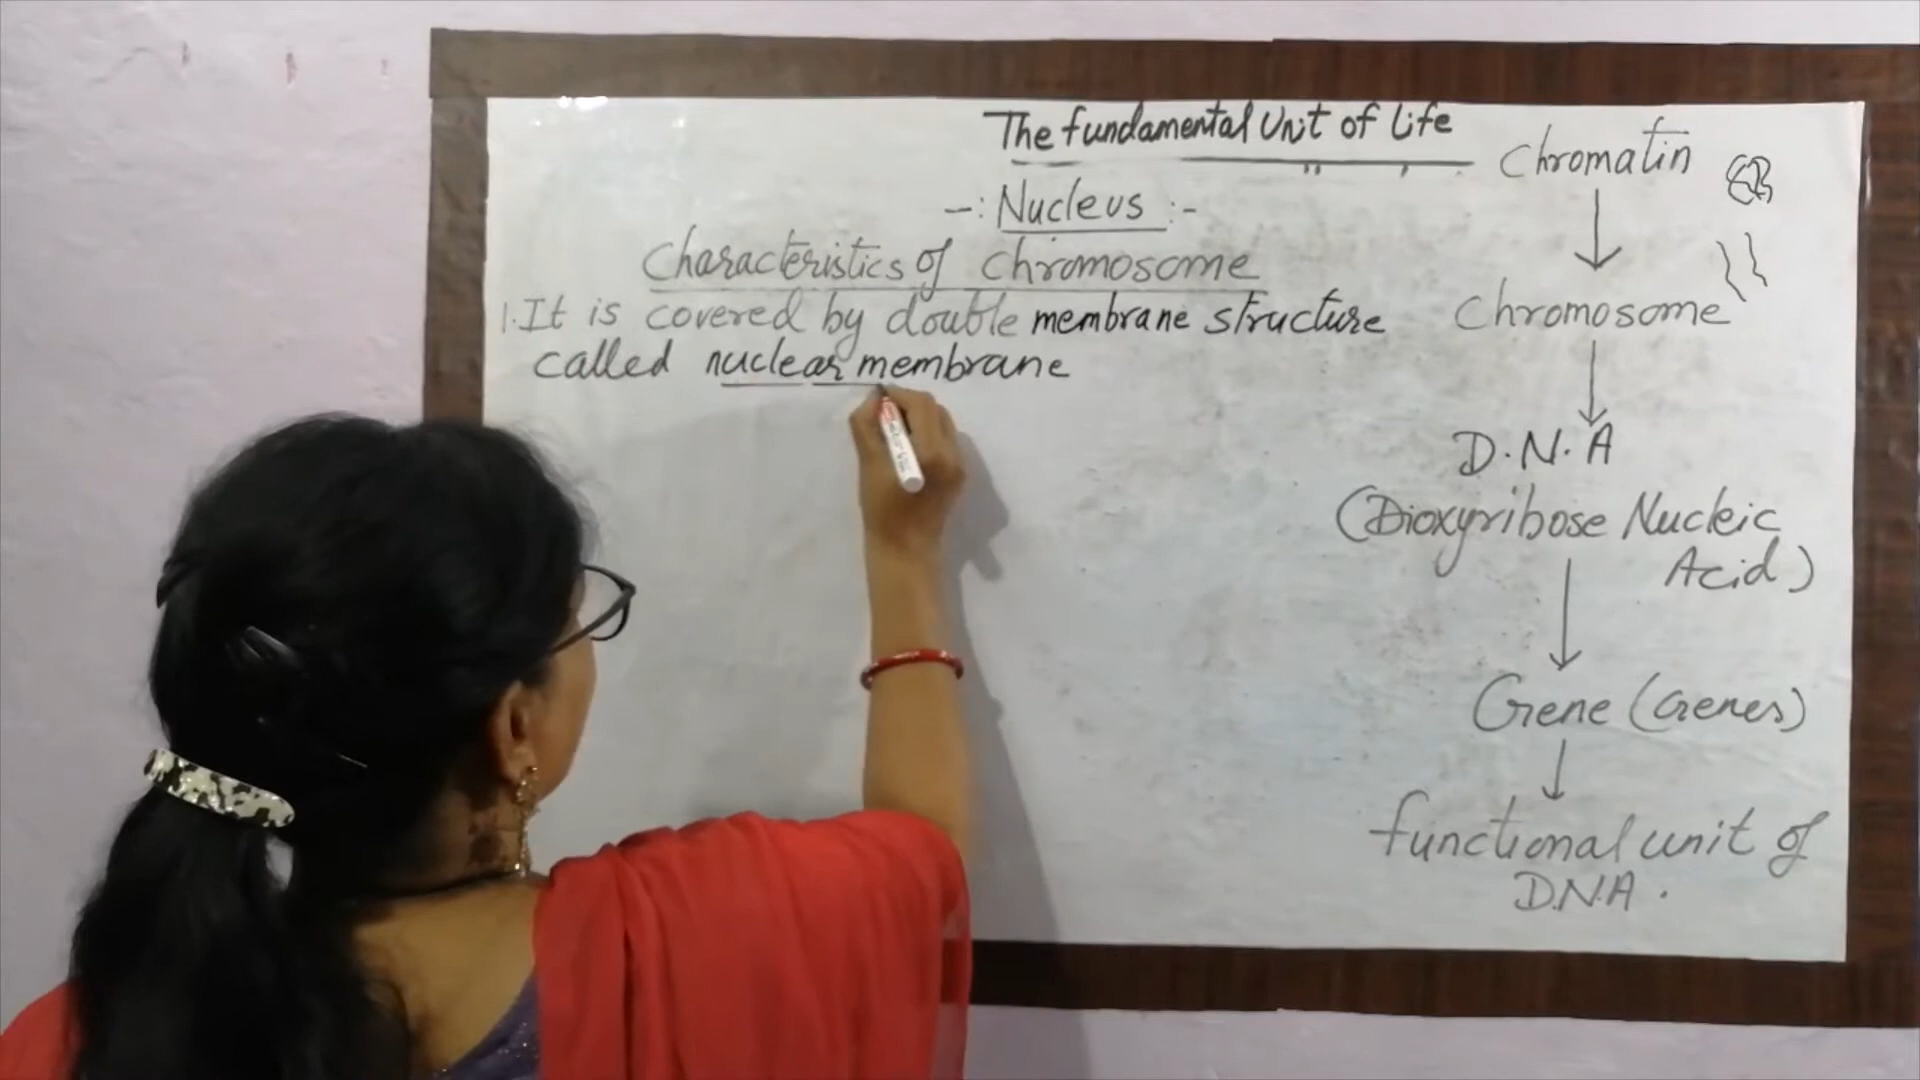 The fundamental Unit of Life
-: Nucleus :-
Characteristics of Chromosome
1. It is covered by double membrane structure
called nuclear membrane
Chromatin
Chromosome
D.N.A
(Dioxyribose Nucleic
Acid)
Gene (Genes)
functional unit of
D.N.A.